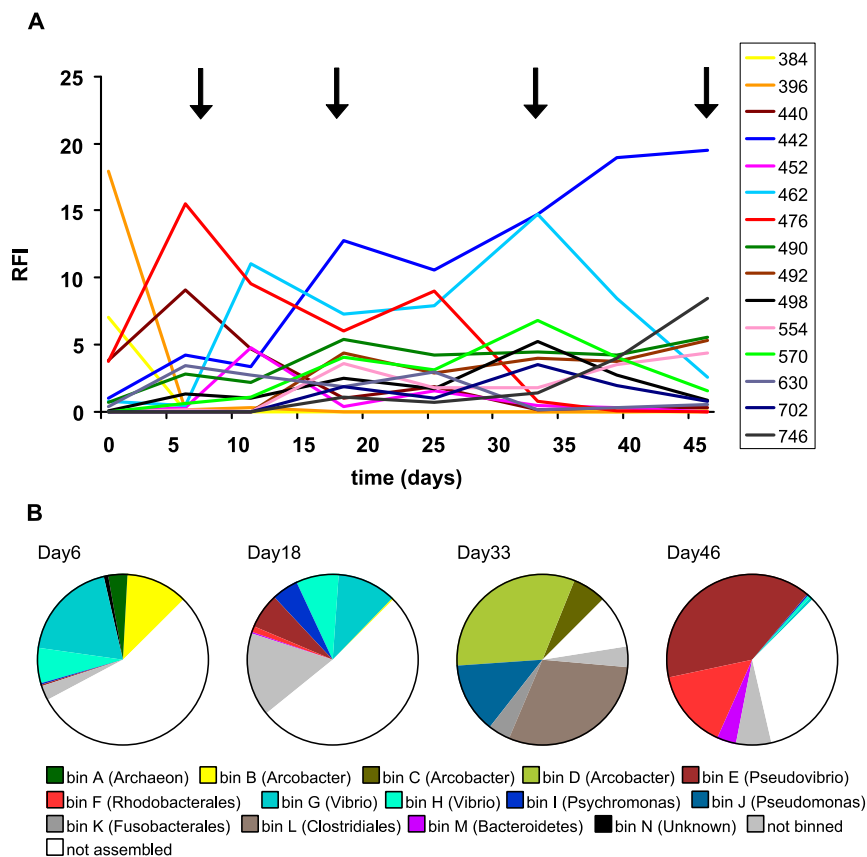 A
25
20
15
10
5
0
RFI
0 5 10 15 20 25 30 35 40 45
time (days)
384
396
440
442
452
462
476
490
492
498
554
570
630
702
746
B
Day6 Day18 Day33 Day46
bin A (Archaeon) bin B (Arcobacter) bin C (Arcobacter) bin D (Arcobacter) bin E (Pseudovibrio)
bin F (Rhodobacterales) bin G (Vibrio) bin H (Vibrio) bin I (Psychromonas) bin J (Pseudomonas)
bin K (Fusobacterales) bin L (Clostridiales) bin M (Bacteroidetes) bin N (Unknown) not binned
not assembled